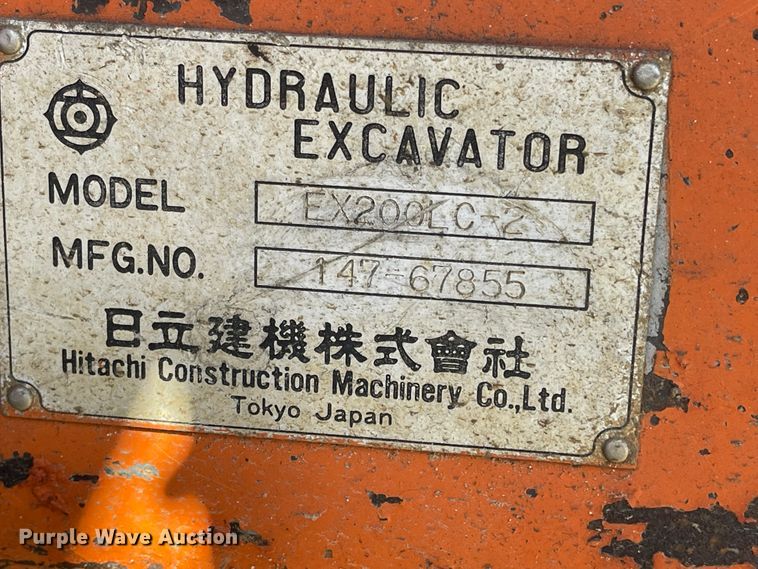 HYDRAULIC
EXCAVATOR
MODEL EX200LC-2
MFG.NO. 147-67855
日立建機株式會社
Hitachi Construction Machinery Co.,Ltd.
Tokyo Japan
Purple Wave Auction